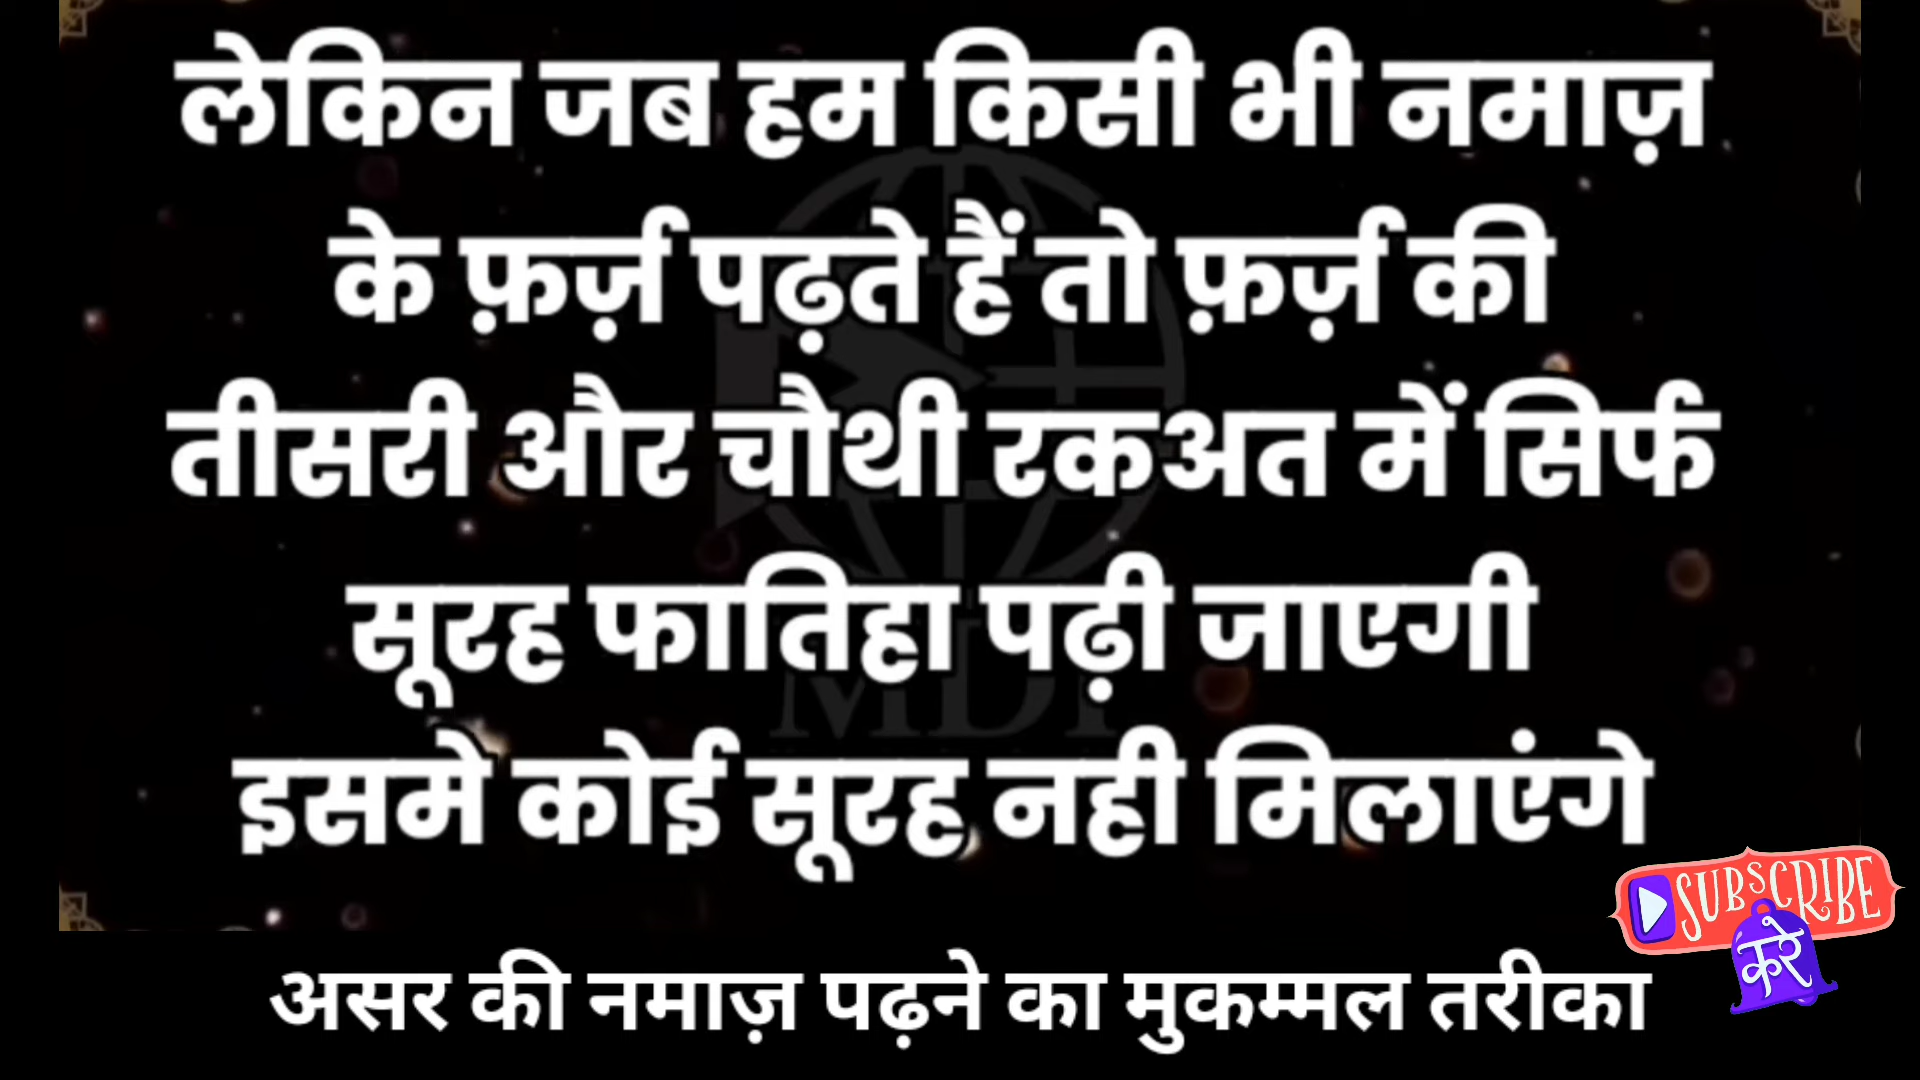 लेकिन जब हम किसी भी नमाज़
के फ़र्ज़ पढ़ते हैं तो फ़र्ज़ की
तीसरी और चौथी रकअत में सिर्फ
सूरह फातिहा पढ़ी जाएगी
MDI
इसमे कोई सूरह नही मिलाएंगे
SUBSCRIBE
करे
असर की नमाज़ पढ़ने का मुकम्मल तरीका